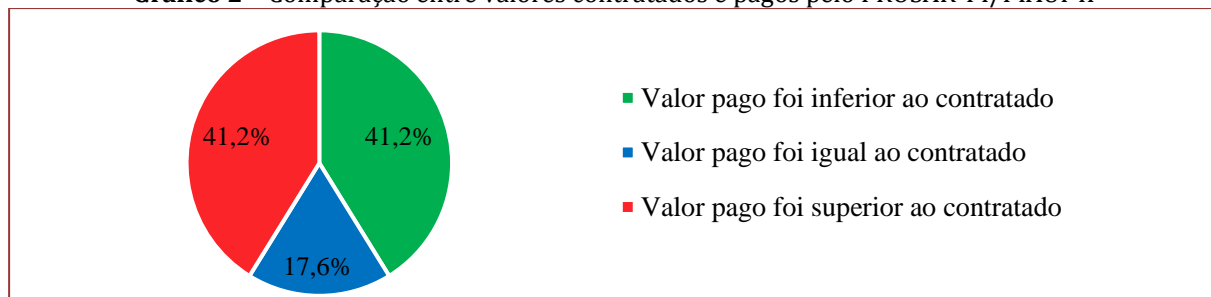 Comparação entre valores contratados e pagos pelo
41,2%
41,2%
17,6%
Valor pago foi inferior ao contratado
Valor pago foi igual ao contratado
Valor pago foi superior ao contratado